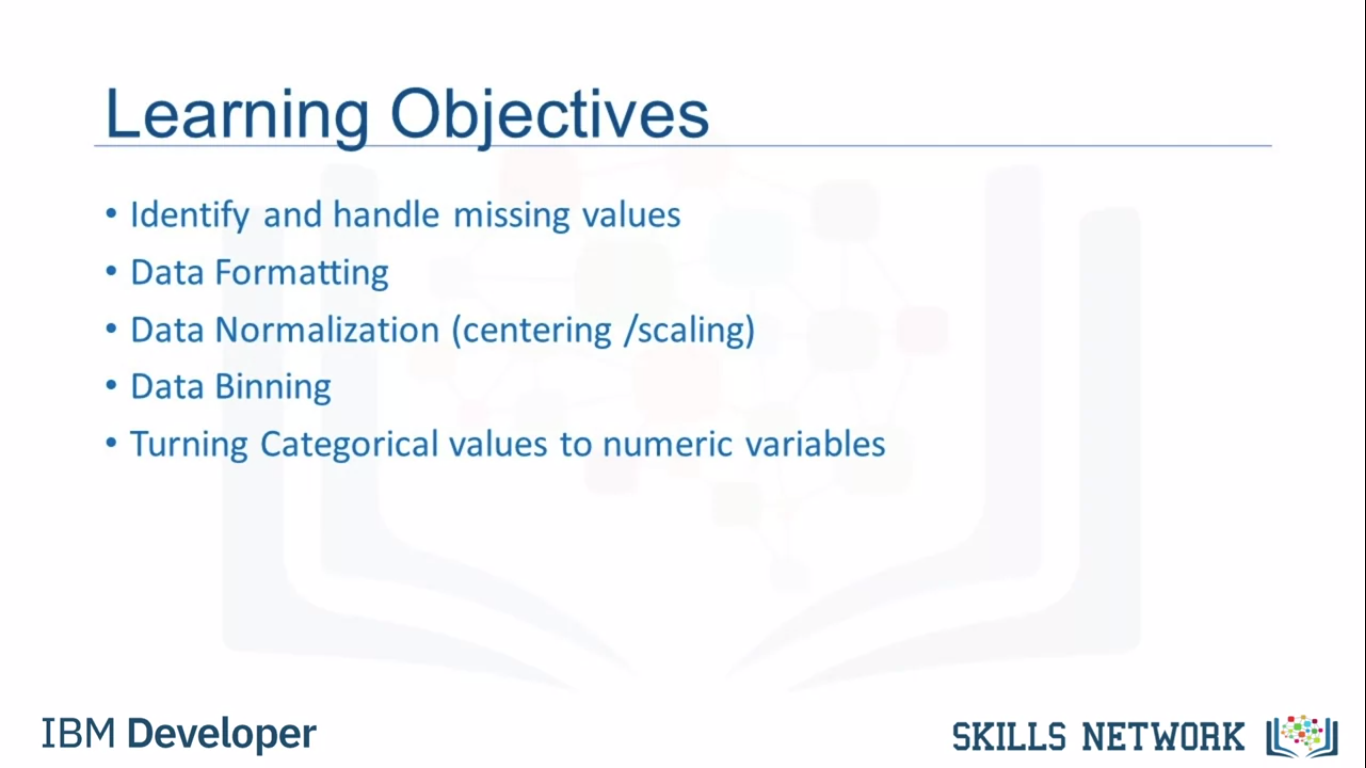 Learning Objectives
• Identify and handle missing values
• Data Formatting
• Data Normalization (centering /scaling)
• Data Binning
• Turning Categorical values to numeric variables
IBM Developer
SKILLS NETWORK